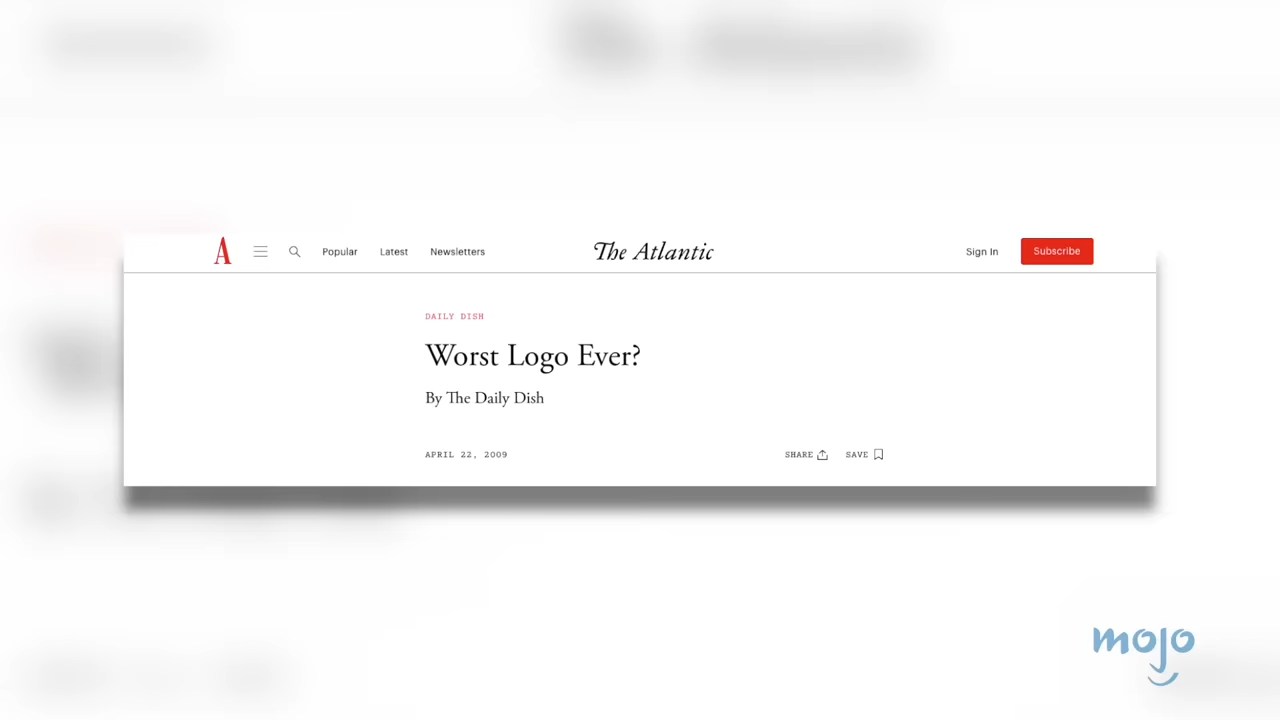 A Popular Latest Newsletters The Atlantic Sign In Subscribe
DAILY DISH
Worst Logo Ever?
By The Daily Dish
APRIL 22, 2009 SHARE SAVE
mojo